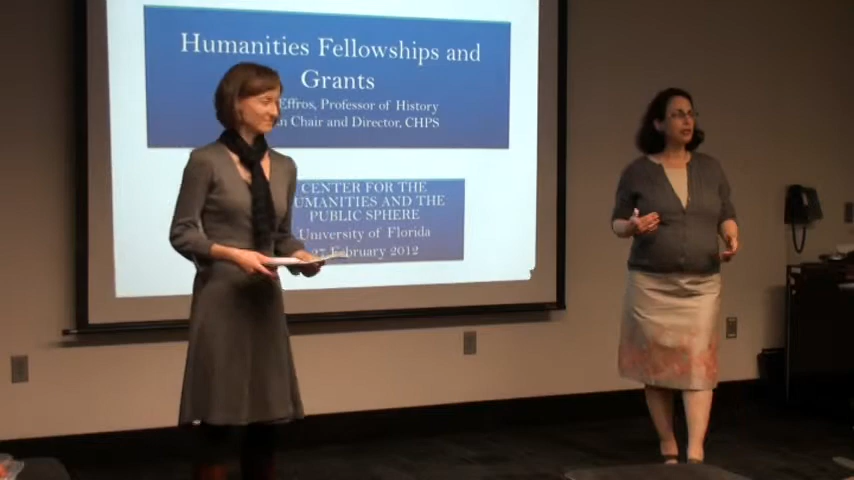 Humanities Fellowships and
Grants
Effros, Professor of History
n Chair and Director, CHPS
CENTER FOR THE
UMANITIES AND THE
PUBLIC SPHERE
University of Florida
27 February 2012